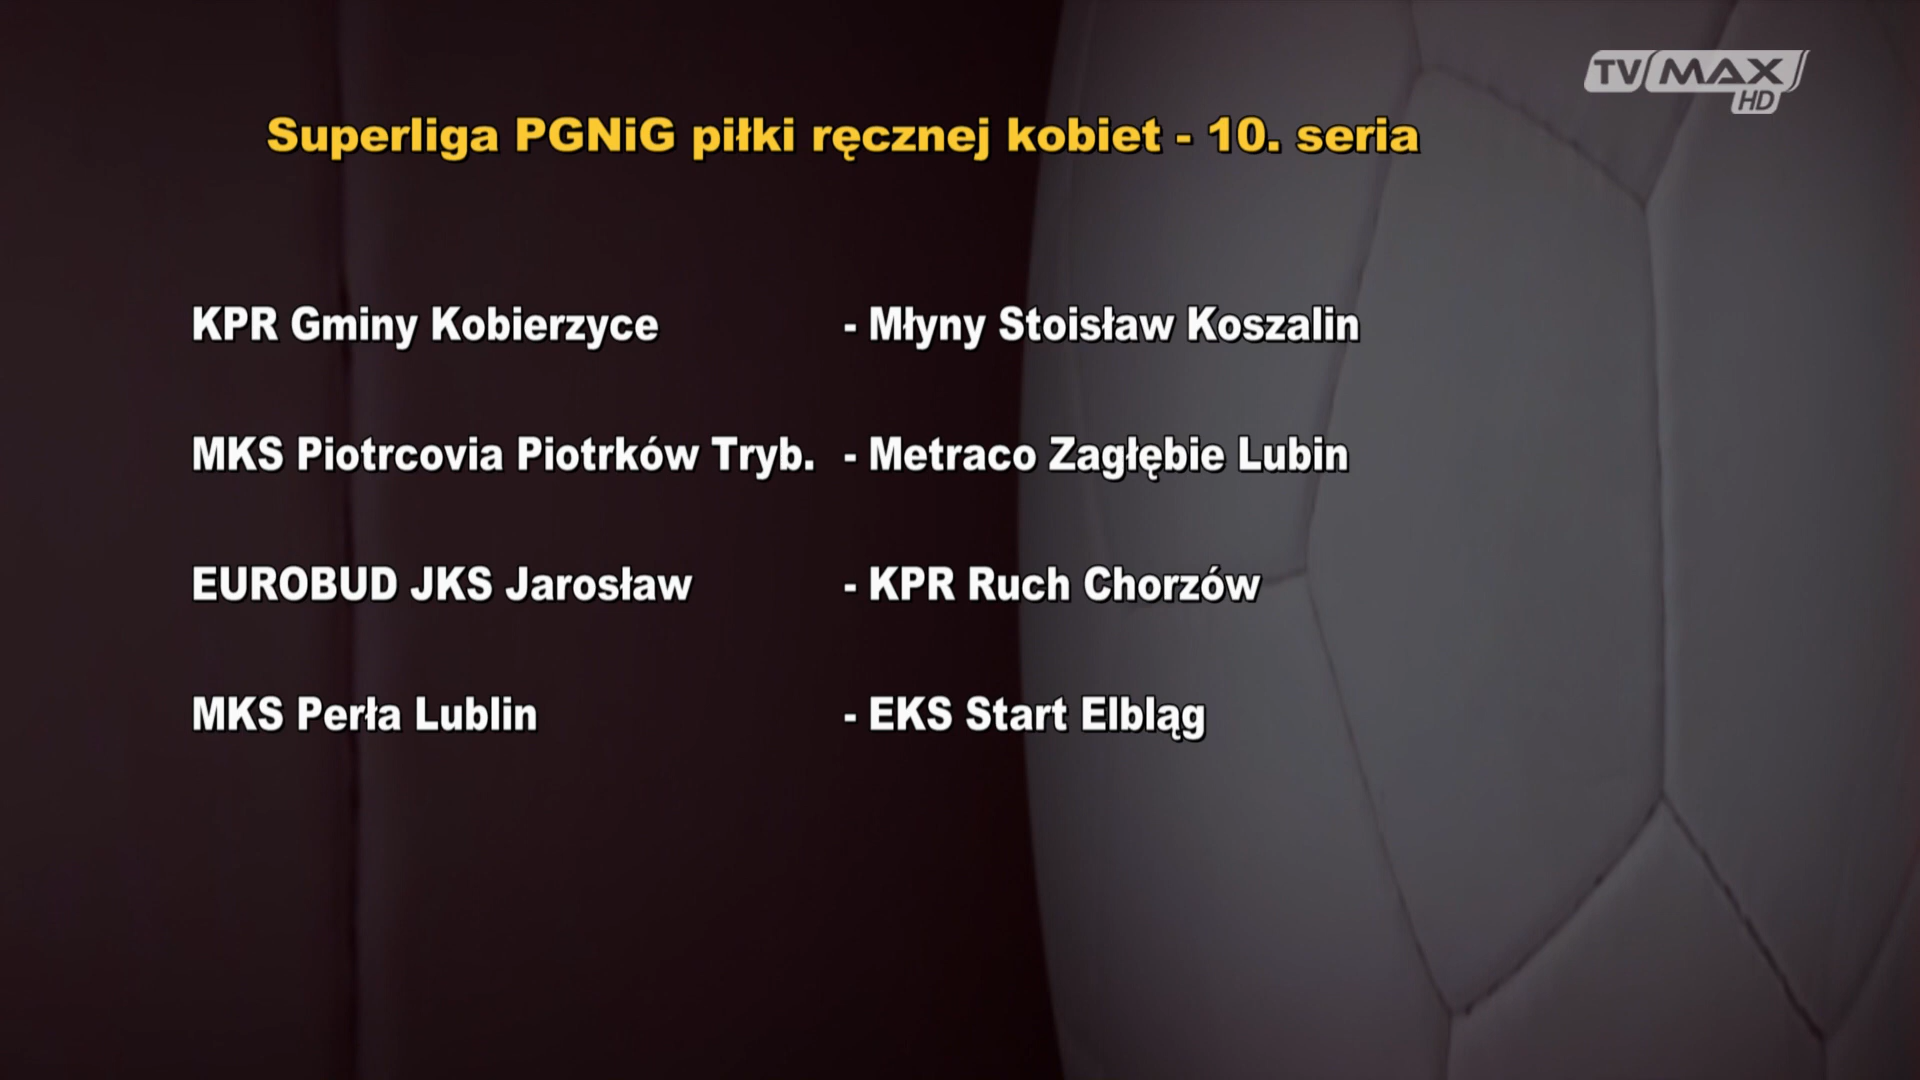 TV MAX
HD
Superliga PGNiG piłki ręcznej kobiet - 10. seria
KPR Gminy Kobierzyce - Młyny Stoisław Koszalin
MKS Piotrcovia Piotrków Tryb. - Metraco Zagłębie Lubin
EUROBUD JKS Jarosław - KPR Ruch Chorzów
MKS Perła Lublin - EKS Start Elbląg